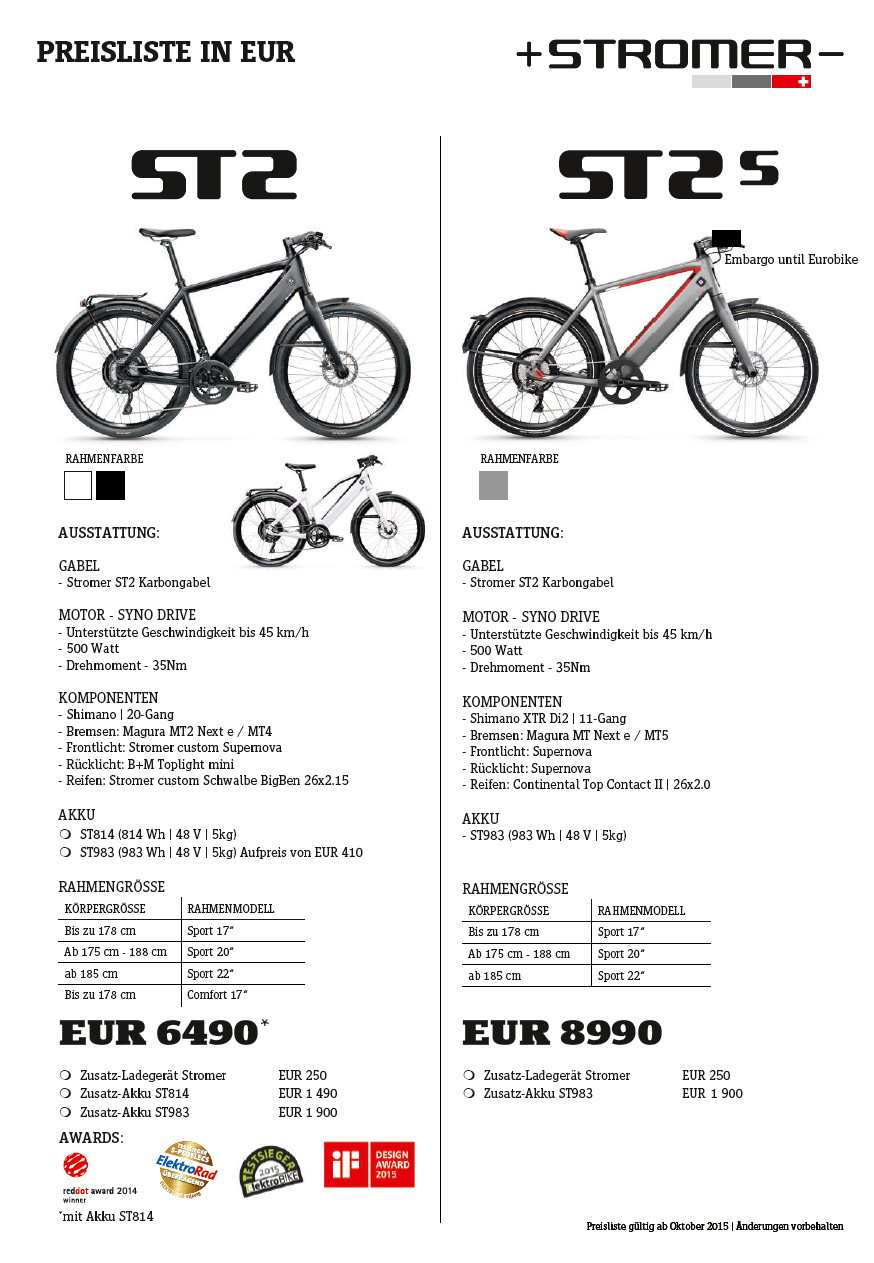 PREISLISTE IN EUR
+STROMER−
ST2
RAHMENFARBE
AUSSTATTUNG:
GABEL
- Stromer ST2 Karbongabel
MOTOR - SYNO DRIVE
- Unterstützte Geschwindigkeit bis 45 km/h
- 500 Watt
- Drehmoment - 35Nm
KOMPONENTEN
- Shimano | 20-Gang
- Bremsen: Magura MT2 Next e / MT4
- Frontlicht: Stromer custom Supernova
- Rücklicht: B+M Toplight mini
- Reifen: Stromer custom Schwalbe BigBen 26x2.15
AKKU
❍ ST814 (814 Wh | 48 V | 5kg)
❍ ST983 (983 Wh | 48 V | 5kg) Aufpreis von EUR 410
RAHMENGRÖSSE
KÖRPERGRÖSSE RAHMENMODELL
Bis zu 178 cm Sport 17“
Ab 175 cm - 188 cm Sport 20“
ab 185 cm Sport 22“
Bis zu 178 cm Comfort 17“
EUR 6490*
❍ Zusatz-Ladegerät Stromer EUR 250
❍ Zusatz-Akku ST814 EUR 1 490
❍ Zusatz-Akku ST983 EUR 1 900
AWARDS:
reddot award 2014
winner
ElektroRad
ÜBERRAGEND
TESTSIEGER
2015
ElektroBIKE
iF
DESIGN
AWARD
2015
*mit Akku ST814
ST2 S
Embargo until Eurobike
RAHMENFARBE
AUSSTATTUNG:
GABEL
- Stromer ST2 Karbongabel
MOTOR - SYNO DRIVE
- Unterstützte Geschwindigkeit bis 45 km/h
- 500 Watt
- Drehmoment - 35Nm
KOMPONENTEN
- Shimano XTR Di2 | 11-Gang
- Bremsen: Magura MT Next e / MT5
- Frontlicht: Supernova
- Rücklicht: Supernova
- Reifen: Continental Top Contact II | 26x2.0
AKKU
- ST983 (983 Wh | 48 V | 5kg)
RAHMENGRÖSSE
KÖRPERGRÖSSE RAHMENMODELL
Bis zu 178 cm Sport 17“
Ab 175 cm - 188 cm Sport 20“
ab 185 cm Sport 22“
EUR 8990
❍ Zusatz-Ladegerät Stromer EUR 250
❍ Zusatz-Akku ST983 EUR 1 900
Preisliste gültig ab Oktober 2015 | Änderungen vorbehalten